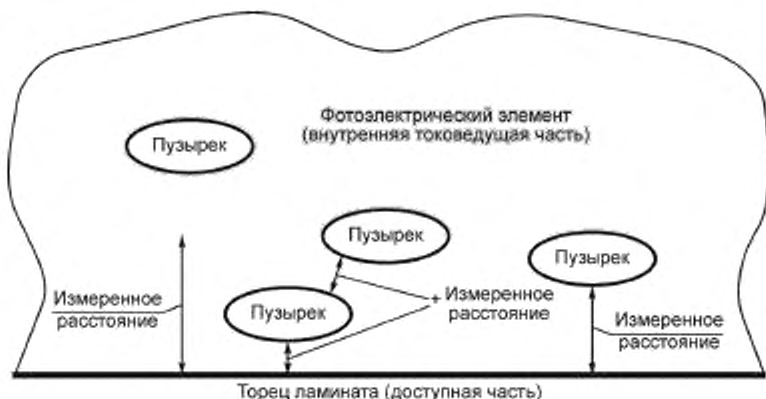 Фотоэлектрический элемент
(внутренняя токоведущая часть)
Пузырек
Пузырек
Пузырек
Измеренное
расстояние
Пузырек
+ Измеренное
расстояние
Измеренное
расстояние
Торец ламината (доступная часть)